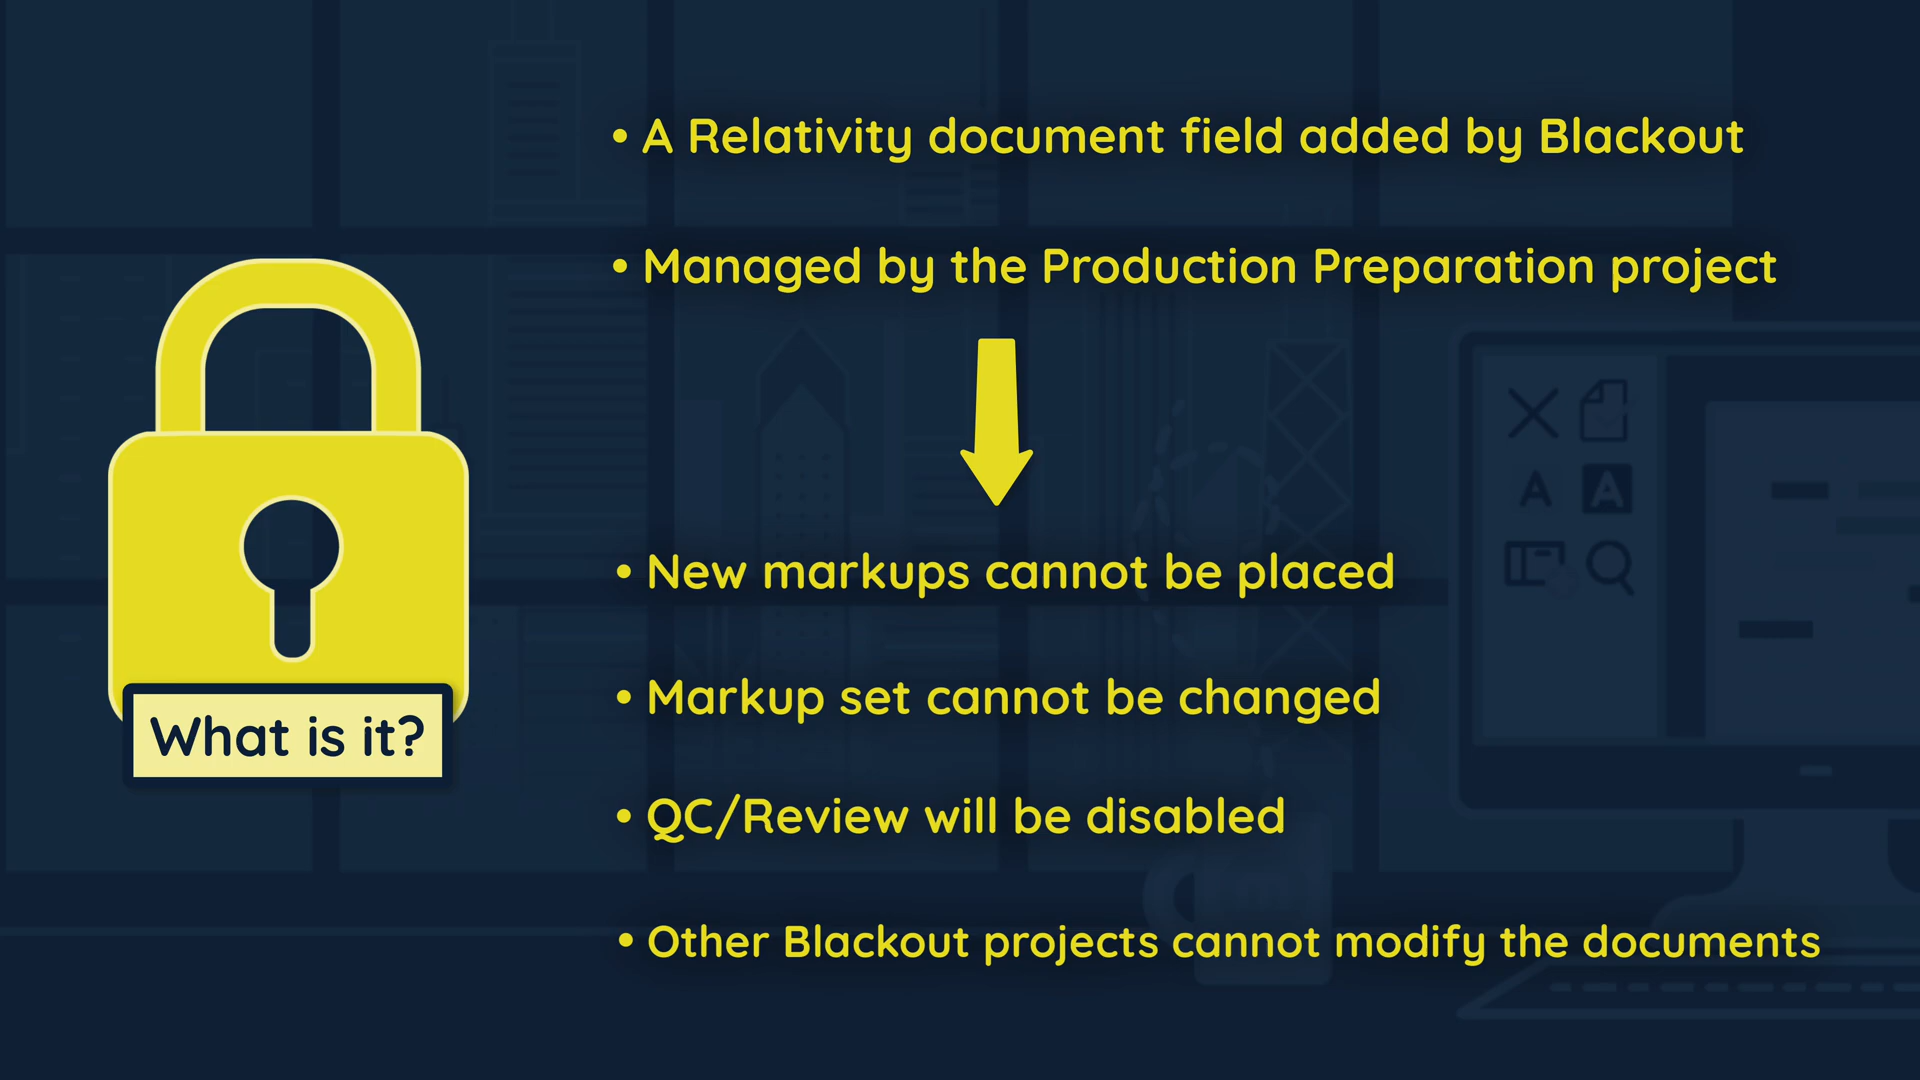 • A Relativity document field added by Blackout
• Managed by the Production Preparation project
• New markups cannot be placed
• Markup set cannot be changed
• QC/Review will be disabled
• Other Blackout projects cannot modify the documents
What is it?
A A